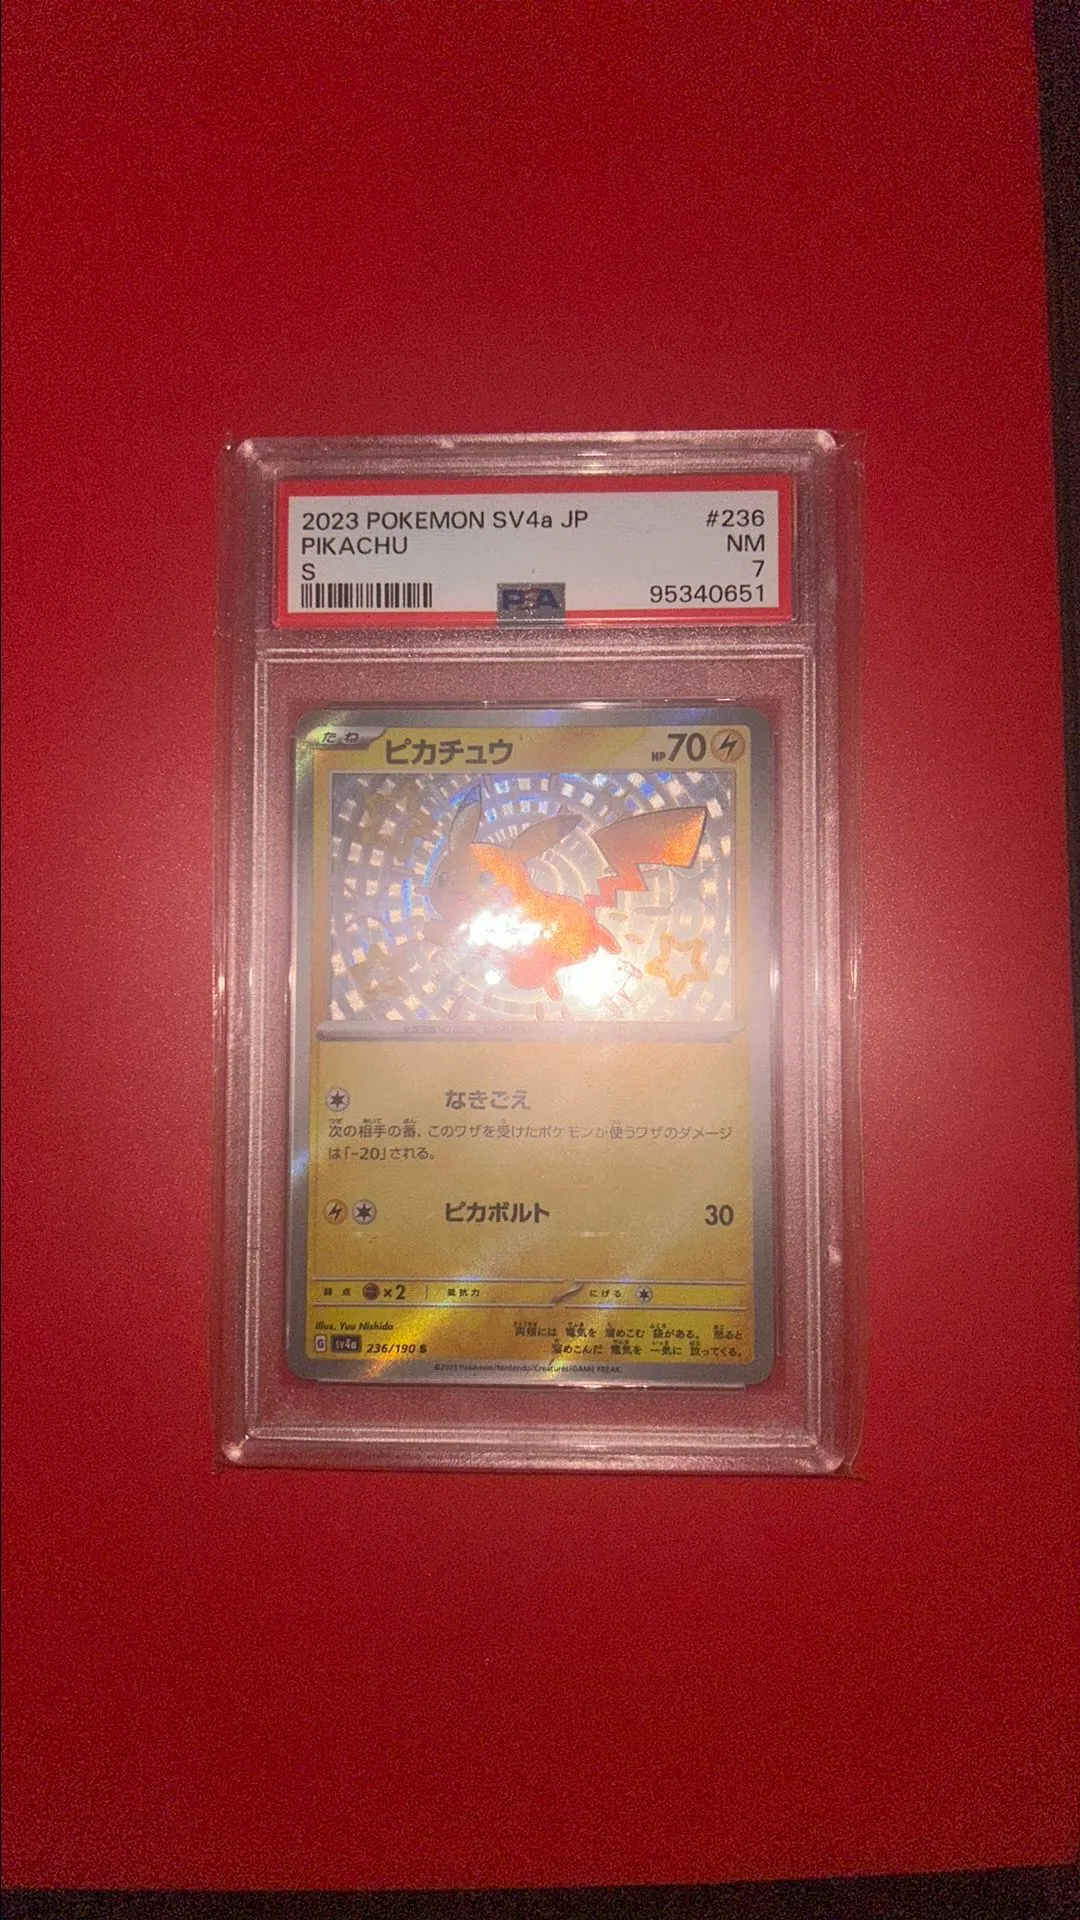 2023 POKEMON SV4a JP #236
PIKACHU NM
S 7
PSA 95340651
たね ピカチュウ HP70
なきごえ
次の相手の番、このワザを受けたポケモンが使うワザのダメージ
は「-20」される。
ピカボルト 30
弱点 ×2 抵抗力 にげる
Illus. Yuu Nishida
両頬には 電気を 溜めこむ 袋がある。 怒ると
溜めこんだ 電気を 一気に 放ってくる。
G sv4a 236/190 S
©2023 Pokémon/Nintendo/Creatures/GAME FREAK.